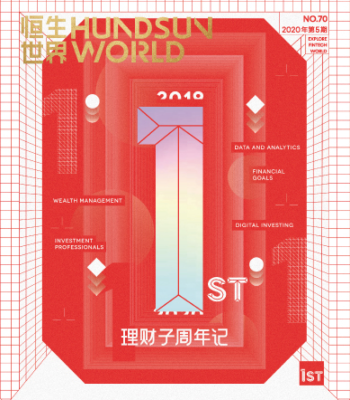 恒生 HUNDSUN
世界 WORLD
NO.70
2020年第5期
EXPLORE
FINTECH
WORLD
2019
DATA AND ANALYTICS
FINANCIAL
GOALS
WEALTH MANAGEMENT
DIGITAL INVESTING
INVESTMENT
PROFESSIONALS
1ST
理财子周年记
1ST